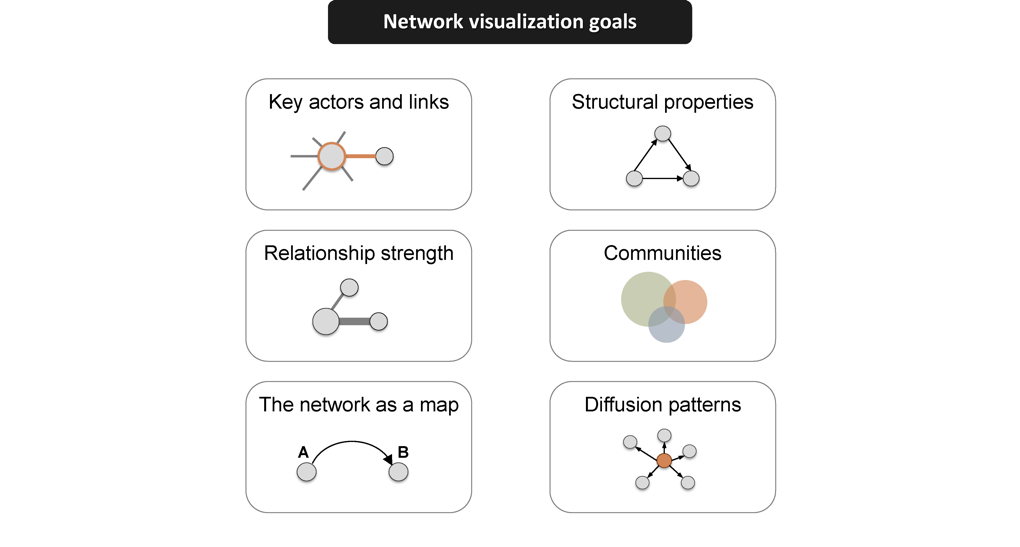 Network visualization goals
Key actors and links
Structural properties
Relationship strength
Communities
The network as a map
A
B
Diffusion patterns